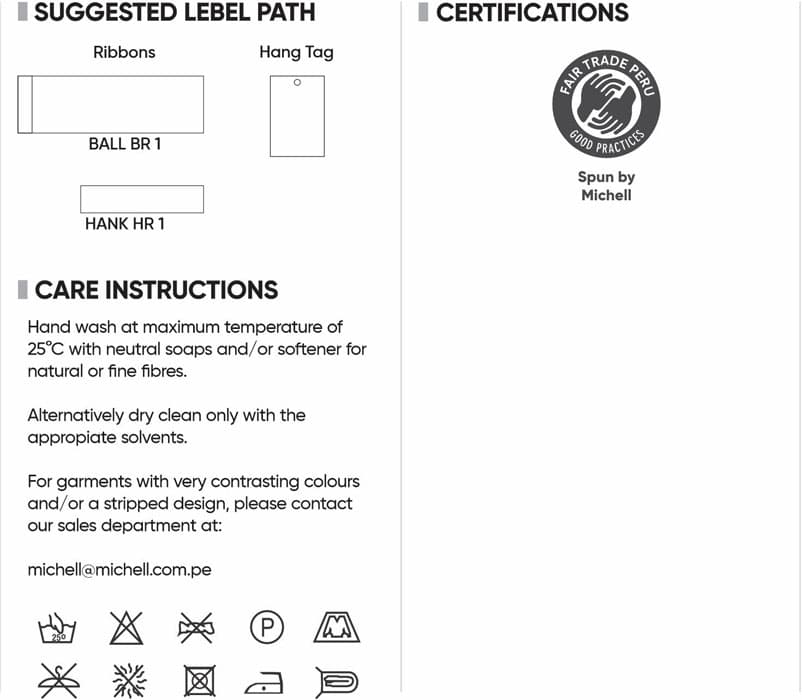 SUGGESTED LEBEL PATH
Ribbons
Hang Tag
BALL BR 1
HANK HR 1
CARE INSTRUCTIONS
Hand wash at maximum temperature of
25°C with neutral soaps and/or softener for
natural or fine fibres.
Alternatively dry clean only with the
appropiate solvents.
For garments with very contrasting colours
and/or a stripped design, please contact
our sales department at:
michell@michell.com.pe
25°
P
CERTIFICATIONS
FAIR TRADE PERU
GOOD PRACTICES
Spun by
Michell